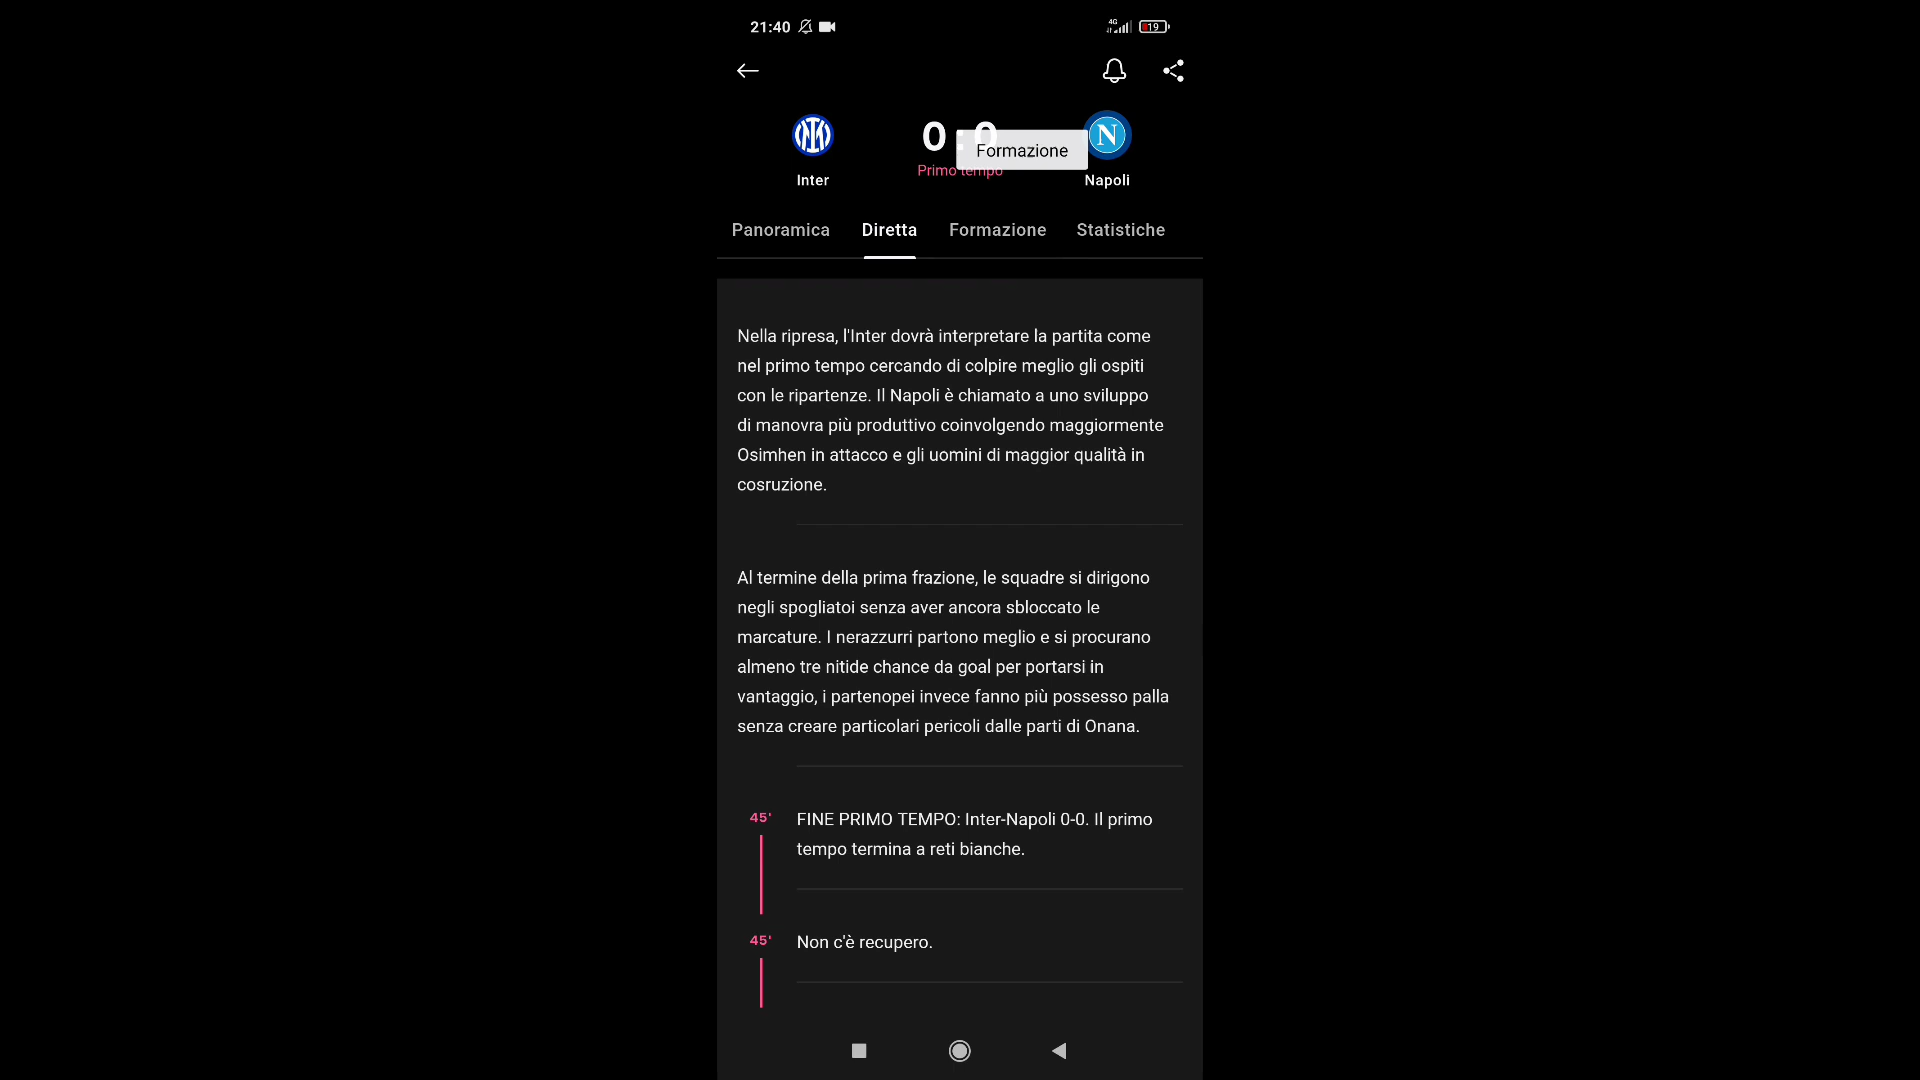 21:40
4G
19
0 : 0
Formazione
N
Primo tempo
Inter
Napoli
Panoramica
Diretta
Formazione
Statistiche
Nella ripresa, l'Inter dovrà interpretare la partita come
nel primo tempo cercando di colpire meglio gli ospiti
con le ripartenze. Il Napoli è chiamato a uno sviluppo
di manovra più produttivo coinvolgendo maggiormente
Osimhen in attacco e gli uomini di maggior qualità in
cosruzione.
Al termine della prima frazione, le squadre si dirigono
negli spogliatoi senza aver ancora sbloccato le
marcature. I nerazzurri partono meglio e si procurano
almeno tre nitide chance da goal per portarsi in
vantaggio, i partenopei invece fanno più possesso palla
senza creare particolari pericoli dalle parti di Onana.
45'
FINE PRIMO TEMPO: Inter-Napoli 0-0. Il primo
tempo termina a reti bianche.
45'
Non c'è recupero.